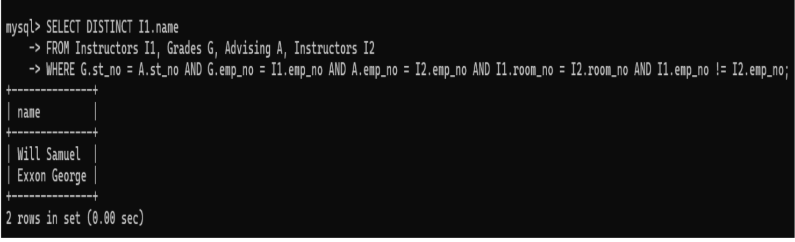 mysql> SELECT DISTINCT I1.name
    -> FROM Instructors I1, Grades G, Advising A, Instructors I2
    -> WHERE G.st_no = A.st_no AND G.emp_no = I1.emp_no AND A.emp_no = I2.emp_no AND I1.room_no = I2.room_no AND I1.emp_no != I2.emp_no;
+--------------+
| name         |
+--------------+
| Will Samuel  |
| Exxon George |
+--------------+
2 rows in set (0.00 sec)